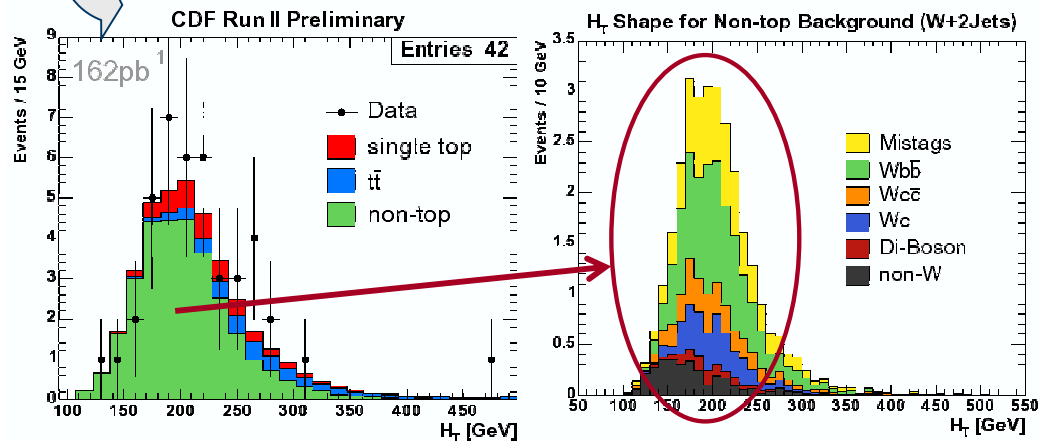 CDF Run II Preliminary
Events / 15 GeV
Entries 42
162pb 1
Data
single top
tt̄
non-top
9
8
7
6
5
4
3
2
1
0
100 150 200 250 300 350 400 450
H_T [GeV]
H_T Shape for Non-top Background (W+2Jets)
Events / 10 GeV
3.5
3
2.5
2
1.5
1
0.5
0
Mistags
Wbb̄
Wcc̄
Wc
Di-Boson
non-W
50 100 150 200 250 300 350 400 450 500 550
H_T [GeV]